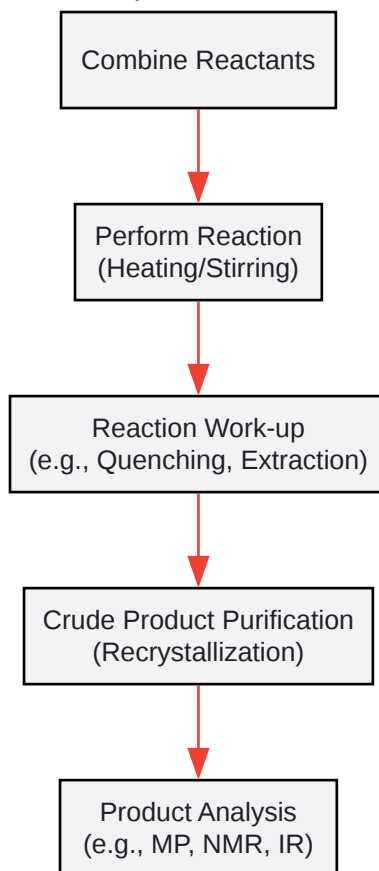 Combine Reactants
Perform Reaction
(Heating/Stirring)
Reaction Work-up
(e.g., Quenching, Extraction)
Crude Product Purification
(Recrystallization)
Product Analysis
(e.g., MP, NMR, IR)